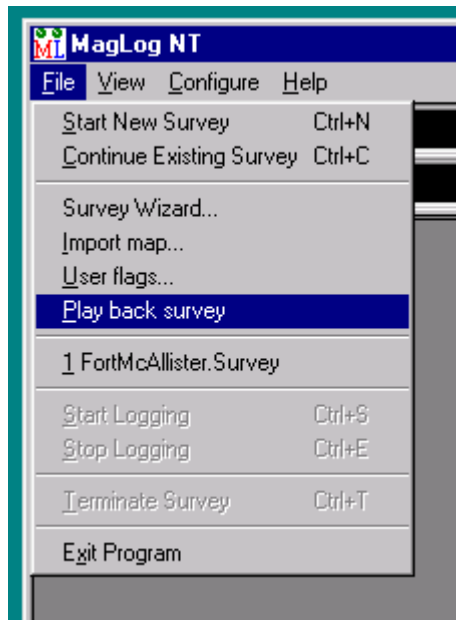 ML MagLog NT
File View Configure Help
Start New Survey Ctrl+N
Continue Existing Survey Ctrl+C
Survey Wizard...
Import map...
User flags...
Play back survey
1 FortMcAllister.Survey
Start Logging Ctrl+S
Stop Logging Ctrl+E
Terminate Survey Ctrl+T
Exit Program